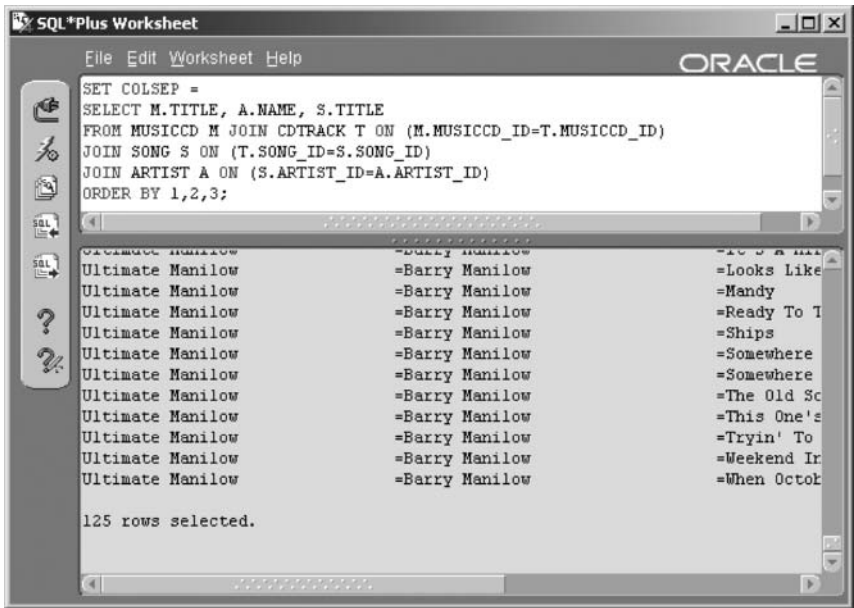 SQL*Plus Worksheet
File Edit Worksheet Help
ORACLE
SET COLSEP =
SELECT M.TITLE, A.NAME, S.TITLE
FROM MUSICCD M JOIN CDTRACK T ON (M.MUSICCD_ID=T.MUSICCD_ID)
JOIN SONG S ON (T.SONG_ID=S.SONG_ID)
JOIN ARTIST A ON (S.ARTIST_ID=A.ARTIST_ID)
ORDER BY 1,2,3;
SQL
SQL
Ultimate Manilow =Barry Manilow =Looks Like
Ultimate Manilow =Barry Manilow =Mandy
Ultimate Manilow =Barry Manilow =Ready To
Ultimate Manilow =Barry Manilow =Ships
Ultimate Manilow =Barry Manilow =Somewhere
Ultimate Manilow =Barry Manilow =Somewhere
Ultimate Manilow =Barry Manilow =The Old
Ultimate Manilow =Barry Manilow =This One's
Ultimate Manilow =Barry Manilow =Tryin' To
Ultimate Manilow =Barry Manilow =Weekend
Ultimate Manilow =Barry Manilow =When Octob
125 rows selected.